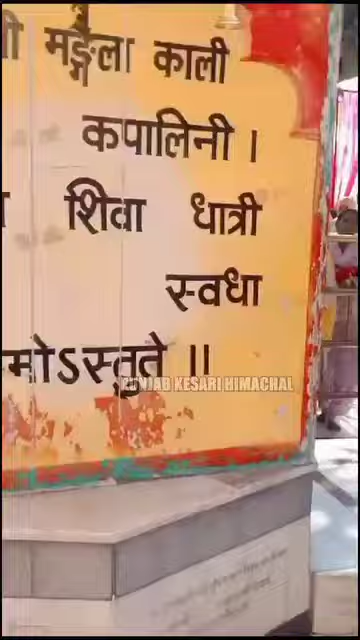 मङ्गला काली
कपालिनी ।
शिवा धात्री
स्वधा
मोऽस्तुते ॥
PUNJAB KESARI HIMACHAL